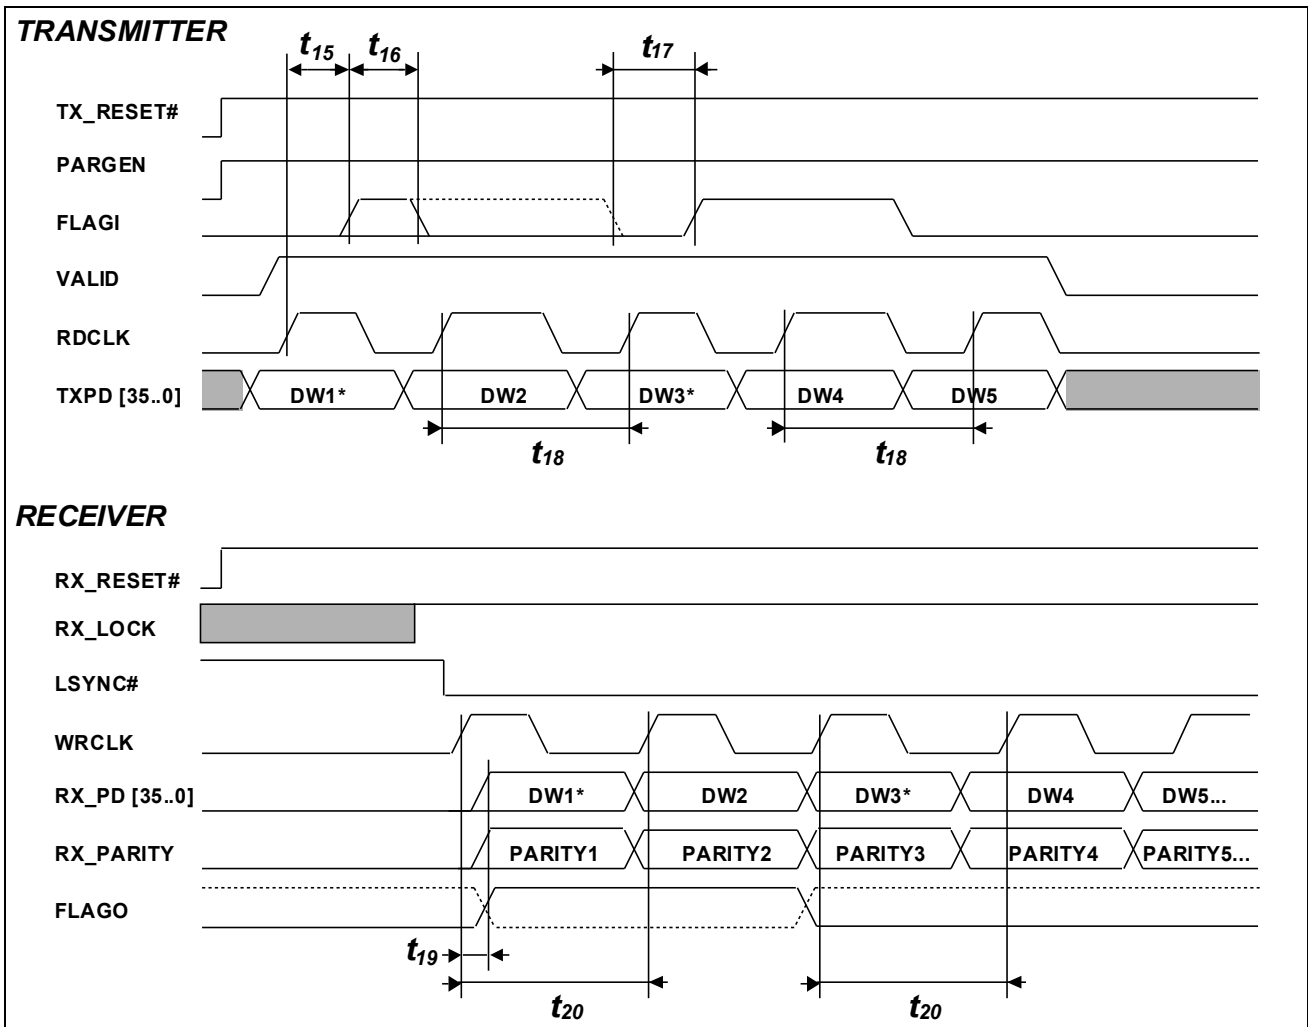 TRANSMITTER
t15 t16 t17
TX_RESET#
PARGEN
FLAGI
VALID
RDCLK
TXPD [35..0] DW1* DW2 DW3* DW4 DW5
t18 t18
RECEIVER
RX_RESET#
RX_LOCK
LSYNC#
WRCLK
RX_PD [35..0] DW1* DW2 DW3* DW4 DW5...
RX_PARITY PARITY1 PARITY2 PARITY3 PARITY4 PARITY5...
FLAGO
t19
t20 t20